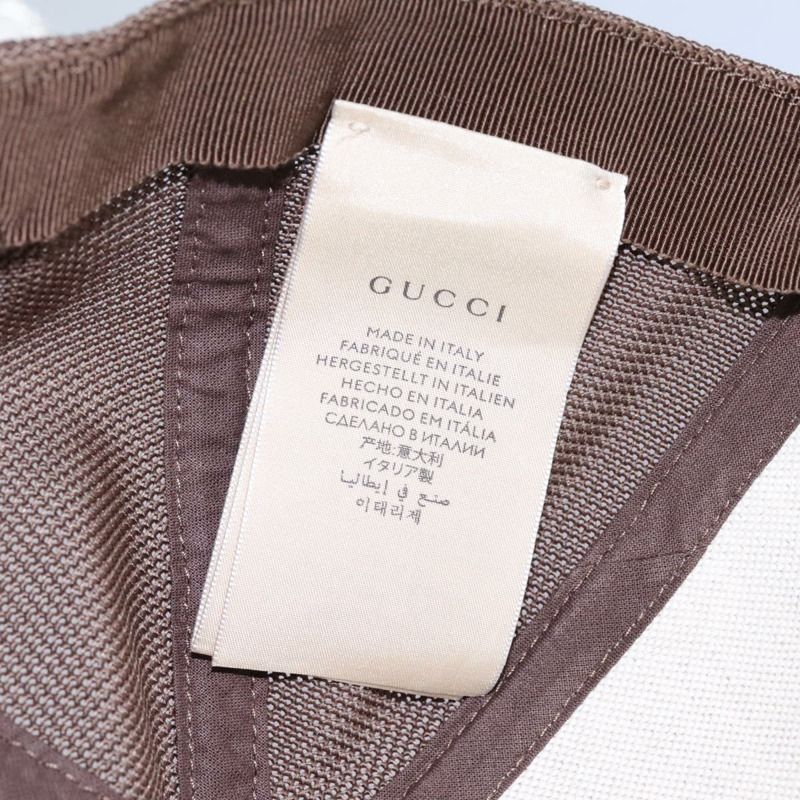 GUCCI
MADE IN ITALY
FABRIQUÉ EN ITALIE
HERGESTELLT IN ITALIEN
HECHO EN ITALIA
FABRICADO EM ITÁLIA
СДЕЛАНО В ИТАЛИИ
产地:意大利
イタリア製
صنع في إيطاليا
이태리제